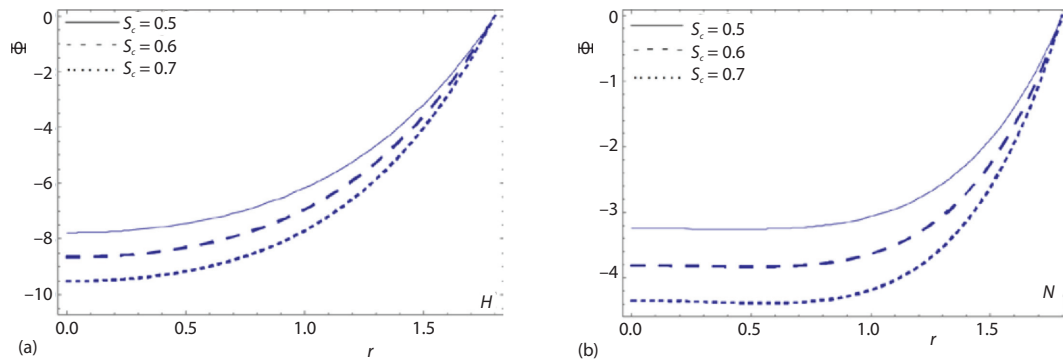 0
Φ
S_c = 0.5
S_c = 0.6
S_c = 0.7
−2
−4
−6
−8
−10
H
0.0
0.5
1.0
1.5
r
(a)
0
Φ
S_c = 0.5
S_c = 0.6
S_c = 0.7
−1
−2
−3
−4
N
0.0
0.5
1.0
1.5
r
(b)